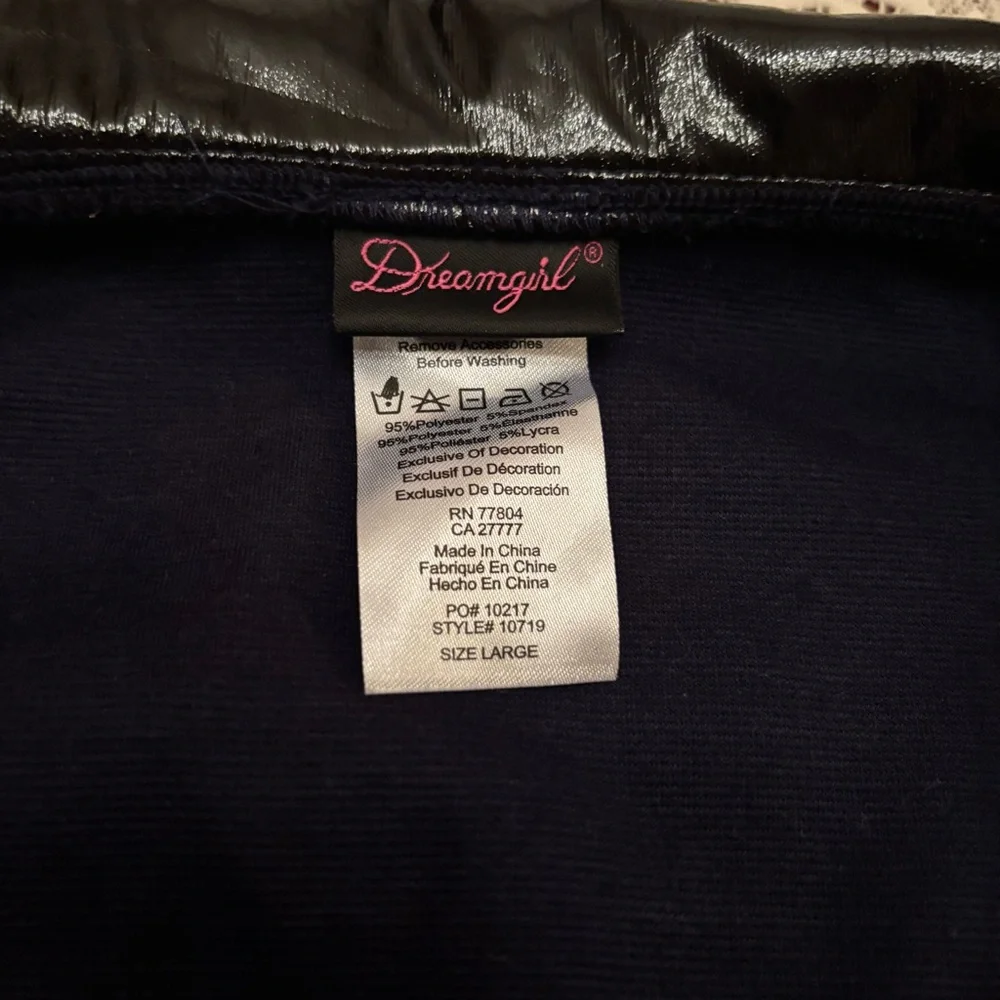 Dreamgirl®
Remove Accessories
Before Washing
95%Polyester 5%Spandex
95%Polyester 5%Élasthanne
95%Poliéster 5%Lycra
Exclusive Of Decoration
Exclusif De Décoration
Exclusivo De Decoración
RN 77804
CA 27777
Made In China
Fabriqué En Chine
Hecho En China
PO# 10217
STYLE# 10719
SIZE LARGE